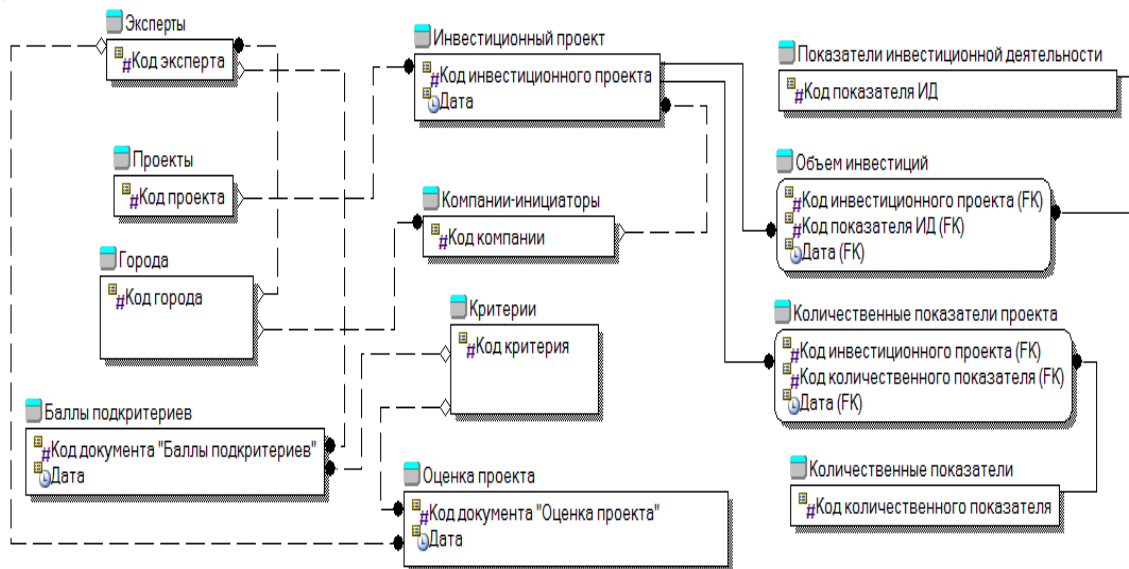 Эксперты
#Код эксперта
Проекты
#Код проекта
Города
#Код города
Баллы подкритериев
#Код документа "Баллы подкритериев"
Дата
Инвестиционный проект
#Код инвестиционного проекта
Дата
Компании-инициаторы
#Код компании
Критерии
#Код критерия
Оценка проекта
#Код документа "Оценка проекта"
Дата
Показатели инвестиционной деятельности
#Код показателя ИД
Объем инвестиций
#Код инвестиционного проекта (FK)
#Код показателя ИД (FK)
Дата (FK)
Количественные показатели проекта
#Код инвестиционного проекта (FK)
#Код количественного показателя (FK)
Дата (FK)
Количественные показатели
#Код количественного показателя